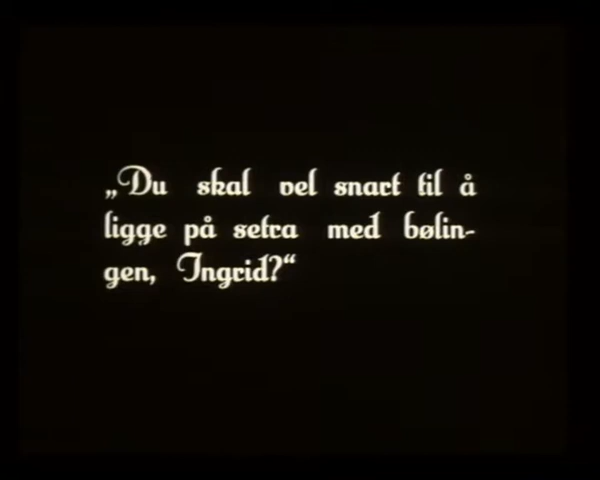 „Du skal vel snart til å
ligge på setra med bølin-
gen, Ingrid?“